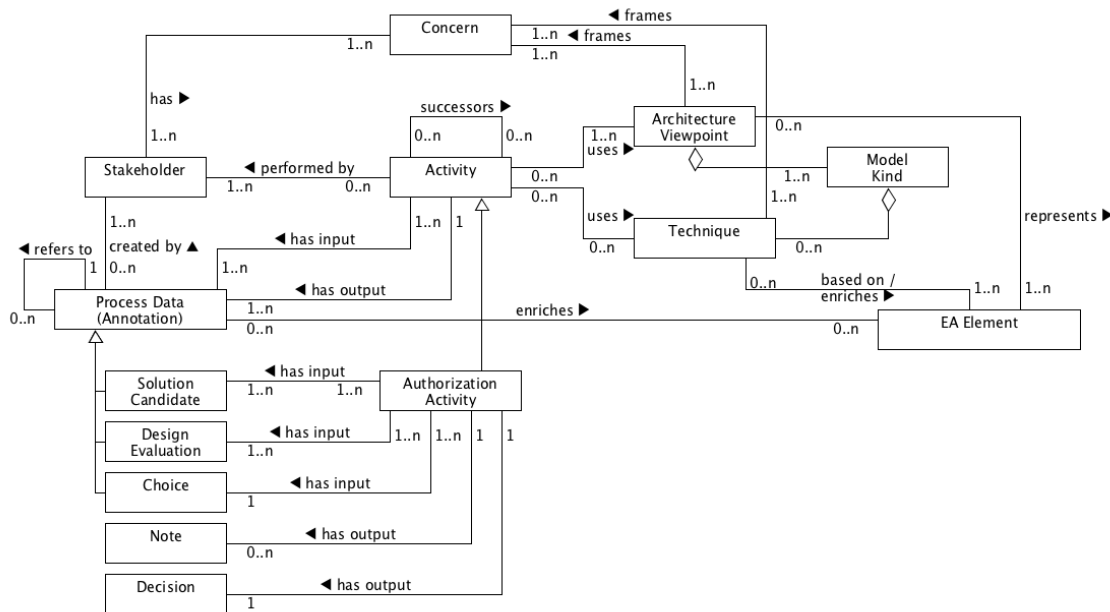 Concern
◄ frames
1..n
1..n
◄ frames
1..n
has ►
successors ►
1..n
1..n
0..n
0..n
1..n
Architecture
Viewpoint
0..n
uses ►
Stakeholder
◄ performed by
Activity
0..n
1..n
Model
Kind
1..n
0..n
0..n
1..n
1..n
1..n
1
uses ►
Technique
represents ►
◄ refers to
created by ▲
◄ has input
0..n
0..n
1
0..n
1..n
◄ has output
0..n
based on /
enriches ►
1..n
1..n
Process Data
(Annotation)
1..n
0..n
0..n
enriches ►
0..n
EA Element
Solution
Candidate
◄ has input
1..n
1..n
Authorization
Activity
Design
Evaluation
◄ has input
1..n
1..n
1..n
1
1
Choice
◄ has input
1
Note
◄ has output
0..n
Decision
◄ has output
1